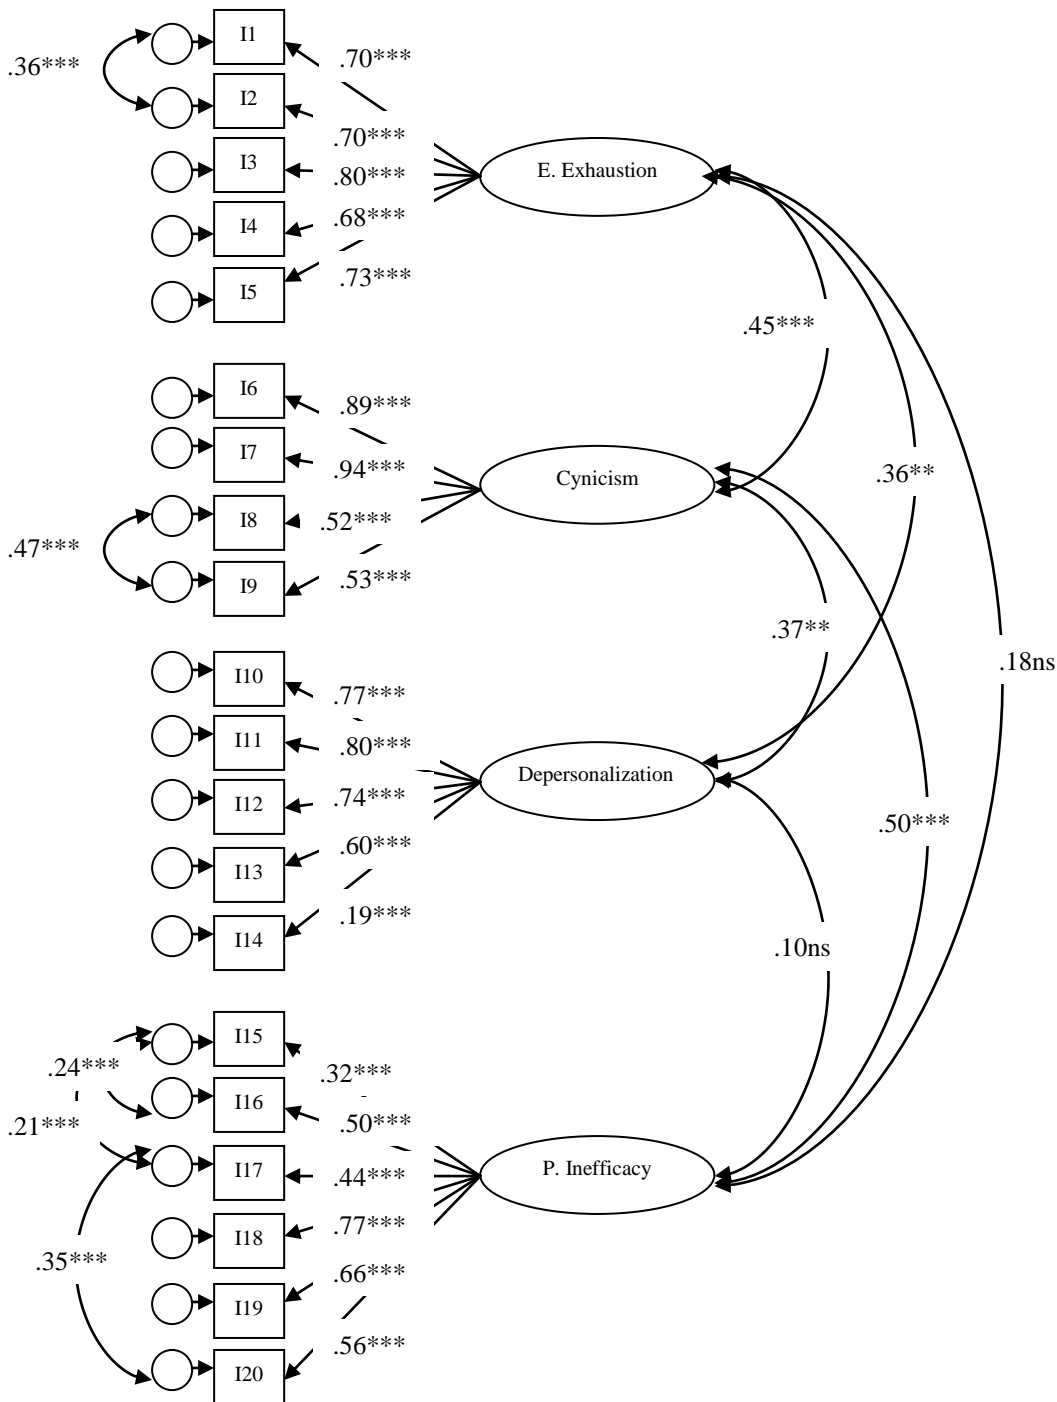 I1
.70***
.36***
I2
.70***
I3
.80***
E. Exhaustion
I4
.68***
I5
.73***
.45***
I6
.89***
I7
.94***
Cynicism
.36**
I8
.52***
.47***
I9
.53***
.37**
.18ns
I10
.77***
I11
.80***
Depersonalization
I12
.74***
.50***
I13
.60***
I14
.19***
.10ns
I15
.24***
.32***
I16
.50***
.21***
I17
.44***
P. Inefficacy
I18
.77***
.35***
I19
.66***
I20
.56***